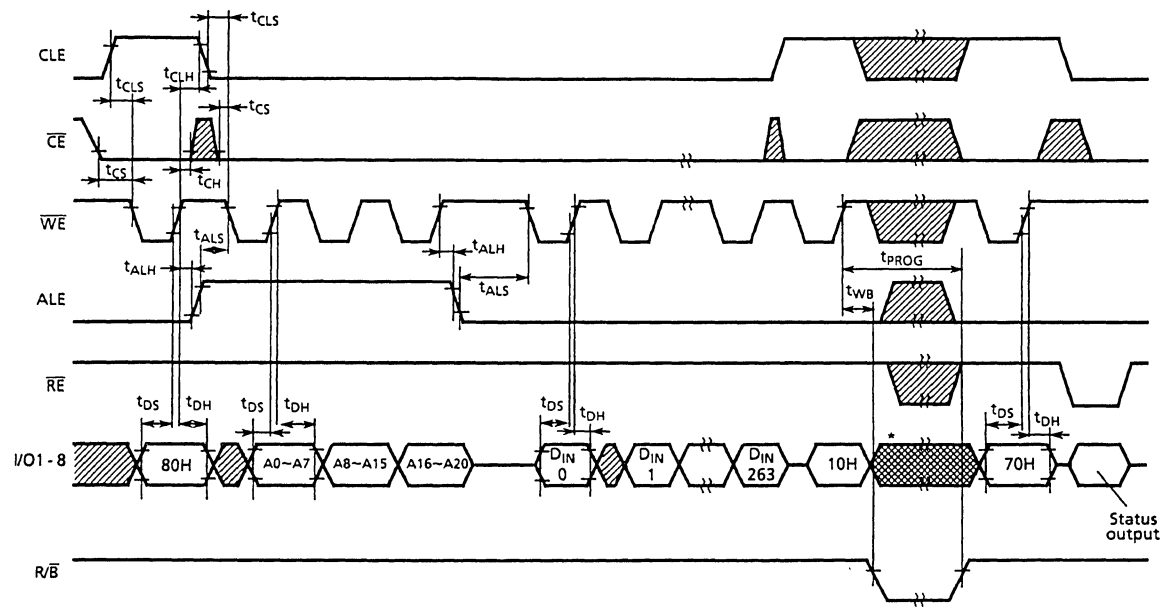 CLE
tCLS
tCLS
tCLH
tCS
CE
tCS
tCH
WE
tALS
tALH
tALH
tALS
tPROG
tWB
ALE
RE
tDS
tDH
tDS
tDH
tDS
tDH
tDS
tDH
I/O1 - 8
80H
A0~A7
A8~A15
A16~A20
DIN 0
DIN 1
DIN 263
10H
*
70H
Status
output
R/B